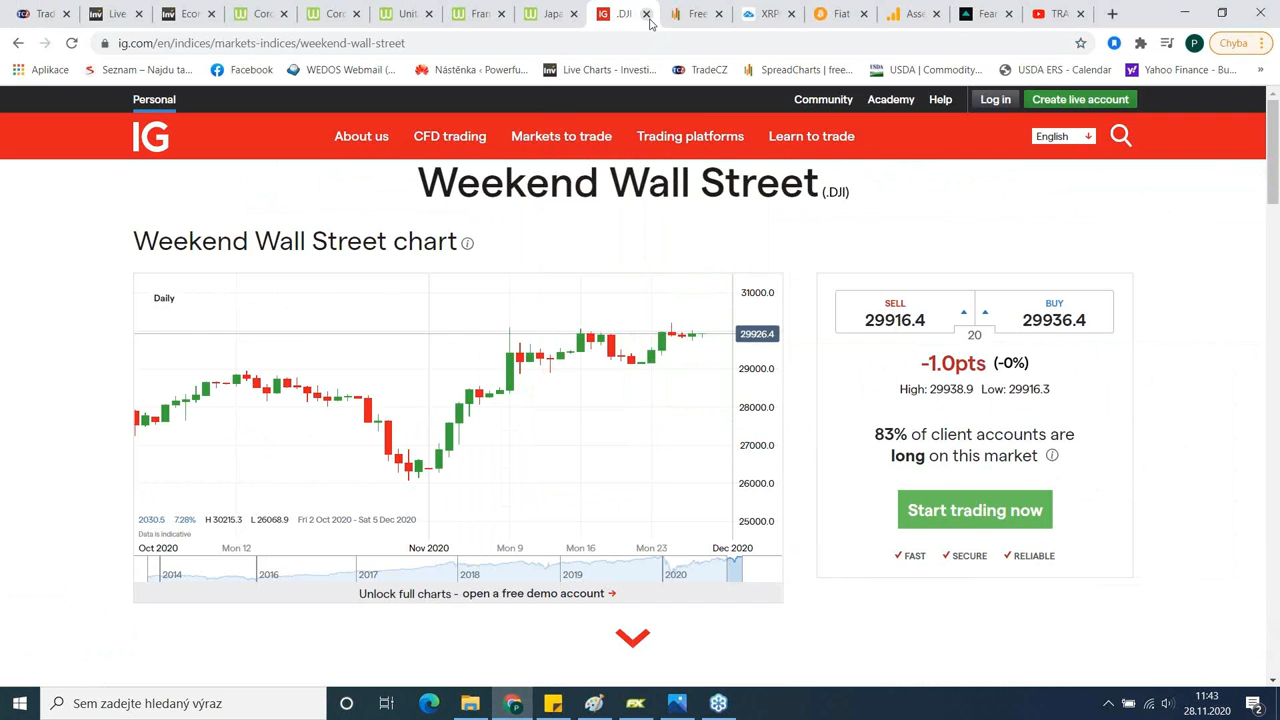 Trad
Live
Econ
Cor
Cor
Unit
Fran
Japa
IG .DJI
Free
XRP
Fiat
Asse
Fear
TRA
ig.com/en/indices/markets-indices/weekend-wall-street
P
Chyba
Aplikace
Seznam – Najdu ta...
Facebook
WEDOS Webmail (...
Nástěnka ‹ Powerfu...
Live Charts - Investi...
TradeCZ
SpreadCharts | free...
USDA | Commodity...
USDA ERS - Calendar
Yahoo Finance - Bu...
»
Personal
Community Academy Help Log in Create live account
IG
About us CFD trading Markets to trade Trading platforms Learn to trade
English
Weekend Wall Street (.DJI)
Weekend Wall Street chart
Daily
31000.0
29926.4
29000.0
28000.0
27000.0
26000.0
25000.0
2030.5 7.28% H 30215.3 L 26068.9 Fri 2 Oct 2020 - Sat 5 Dec 2020
Data is indicative
Oct 2020 Mon 12 Nov 2020 Mon 9 Mon 16 Mon 23 Dec 2020
2014 2016 2017 2018 2019 2020
Unlock full charts - open a free demo account
SELL
29916.4
BUY
29936.4
20
-1.0pts (-0%)
High: 29938.9 Low: 29916.3
83% of client accounts are
long on this market
Start trading now
FAST SECURE RELIABLE
Sem zadejte hledaný výraz
FX
11:43
28.11.2020
2